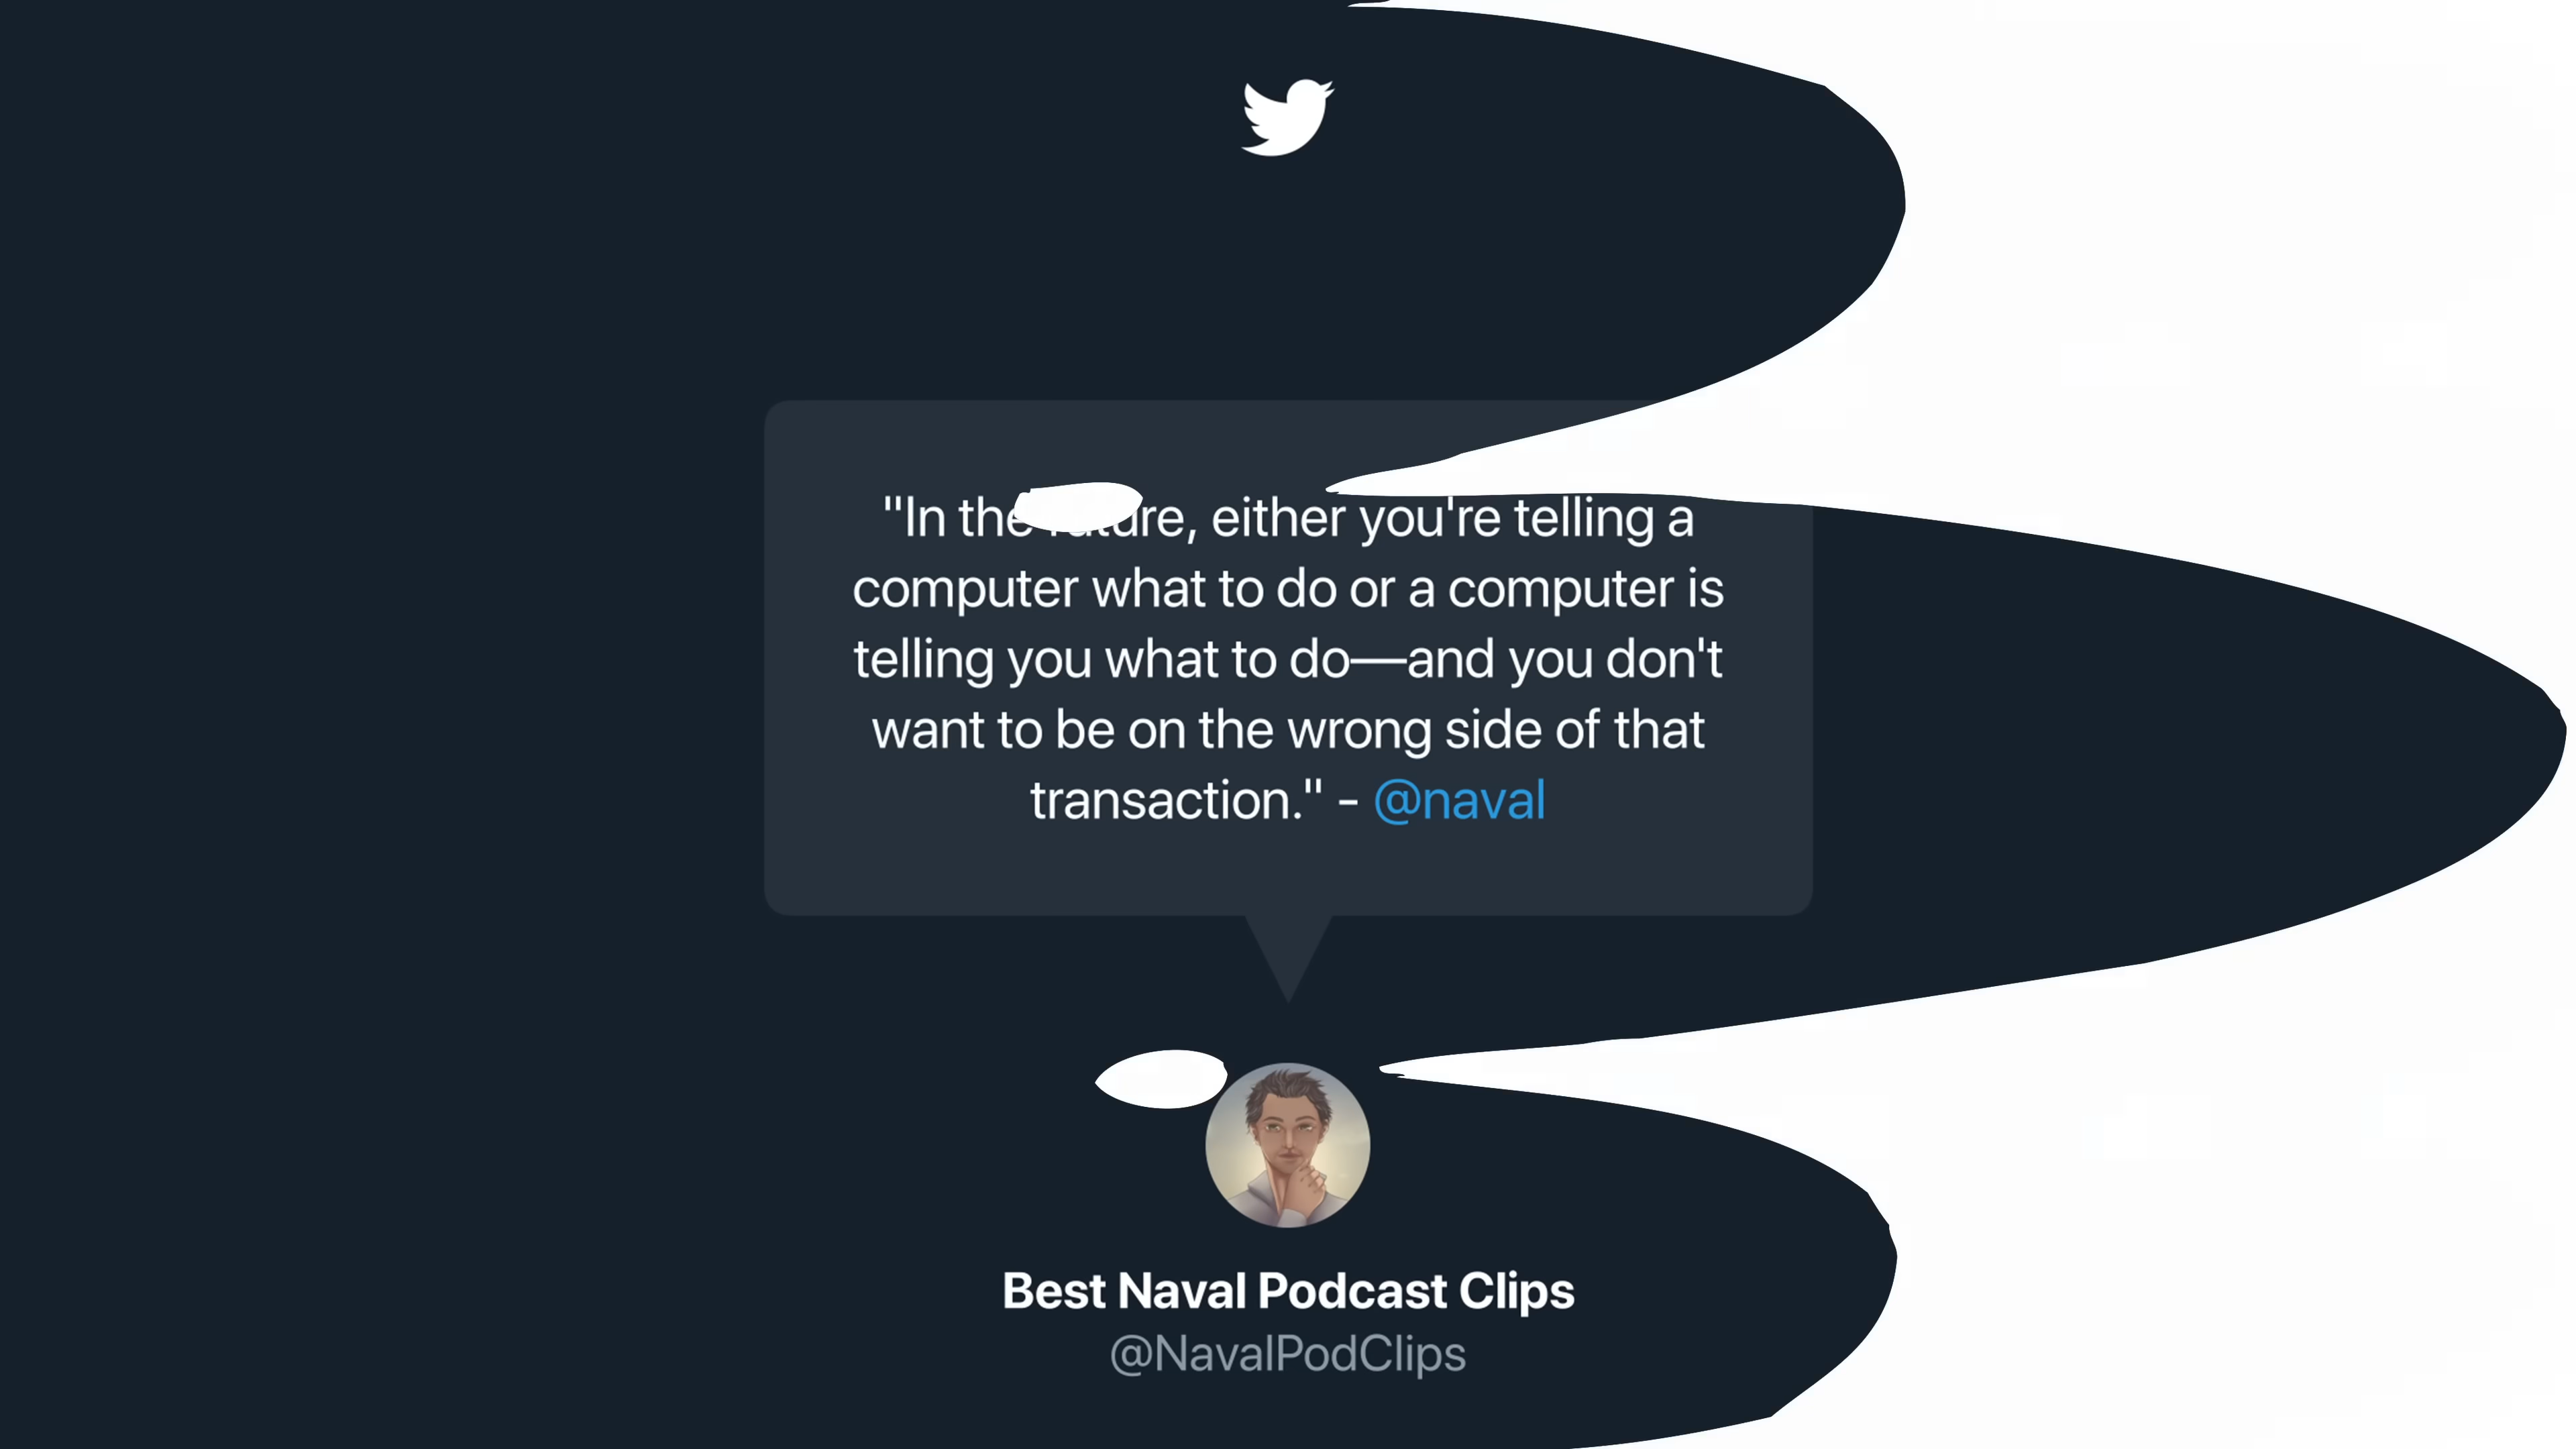 "In the future, either you're telling a
computer what to do or a computer is
telling you what to do—and you don't
want to be on the wrong side of that
transaction." - @naval
Best Naval Podcast Clips
@NavalPodClips